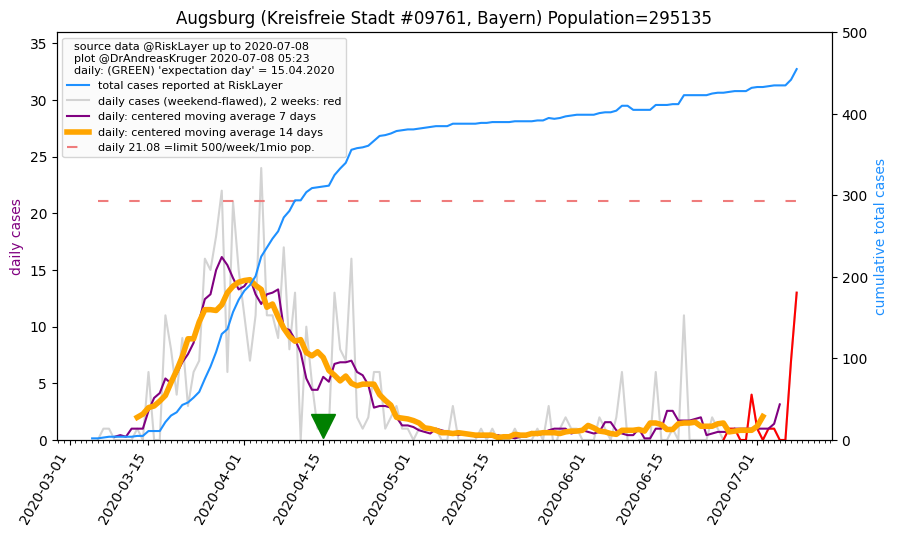 Augsburg (Kreisfreie Stadt #09761, Bayern) Population=295135
source data @RiskLayer up to 2020-07-08
plot @DrAndreasKruger 2020-07-08 05:23
daily: (GREEN) 'expectation day' = 15.04.2020
total cases reported at RiskLayer
daily cases (weekend-flawed), 2 weeks: red
daily: centered moving average 7 days
daily: centered moving average 14 days
daily 21.08 =limit 500/week/1mio pop.
daily cases
35
30
25
20
15
10
5
0
cumulative total cases
500
400
300
200
100
0
2020-03-01
2020-03-15
2020-04-01
2020-04-15
2020-05-01
2020-05-15
2020-06-01
2020-06-15
2020-07-01